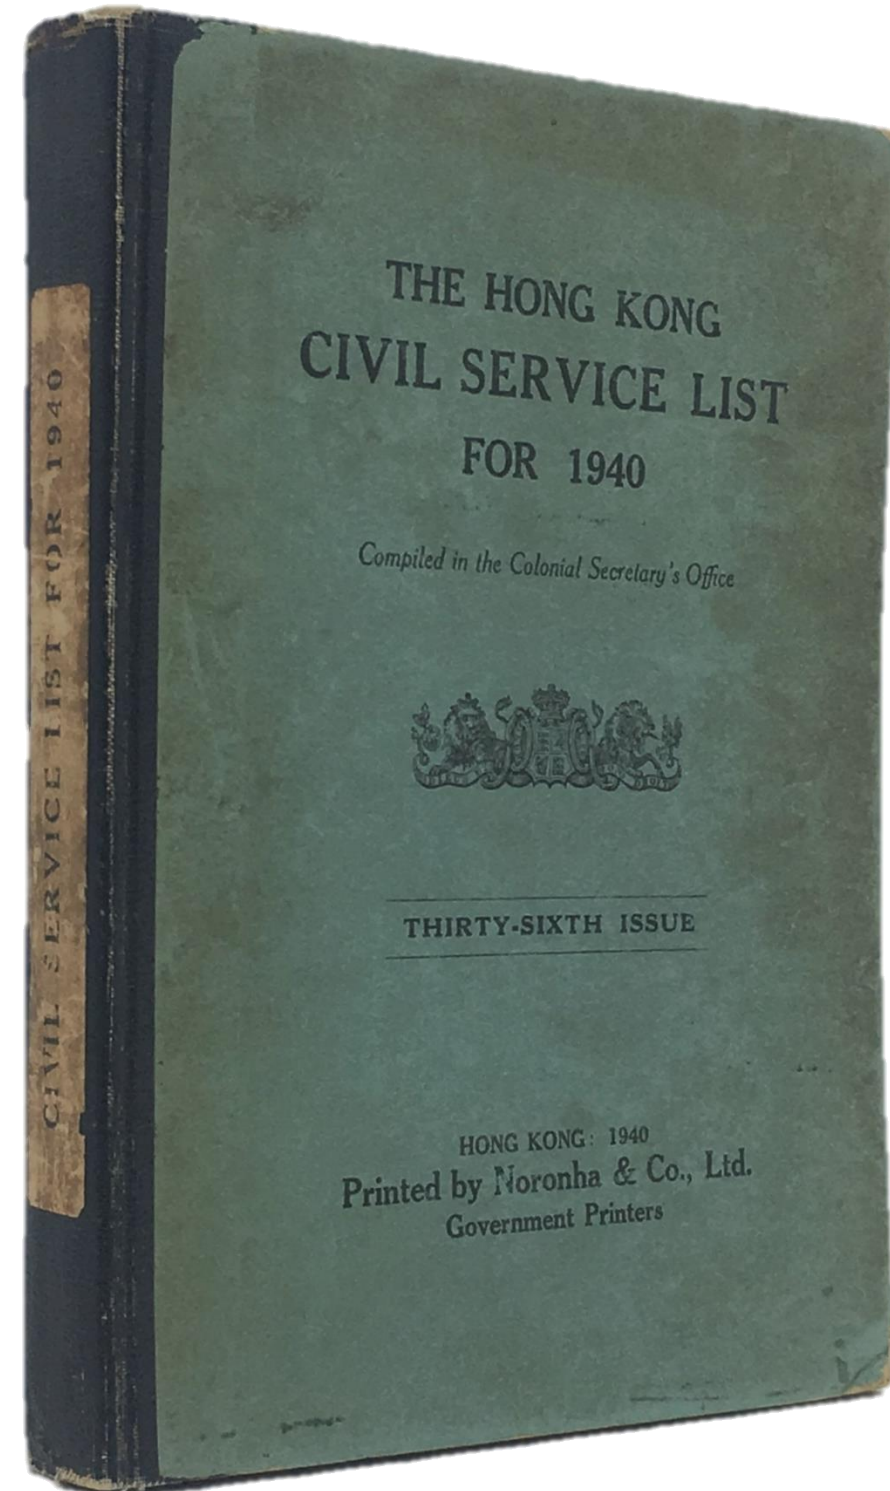 CIVIL SERVICE LIST FOR 1940
THE HONG KONG
CIVIL SERVICE LIST
FOR 1940
Compiled in the Colonial Secretary's Office
THIRTY-SIXTH ISSUE
HONG KONG: 1940
Printed by Noronha & Co., Ltd.
Government Printers